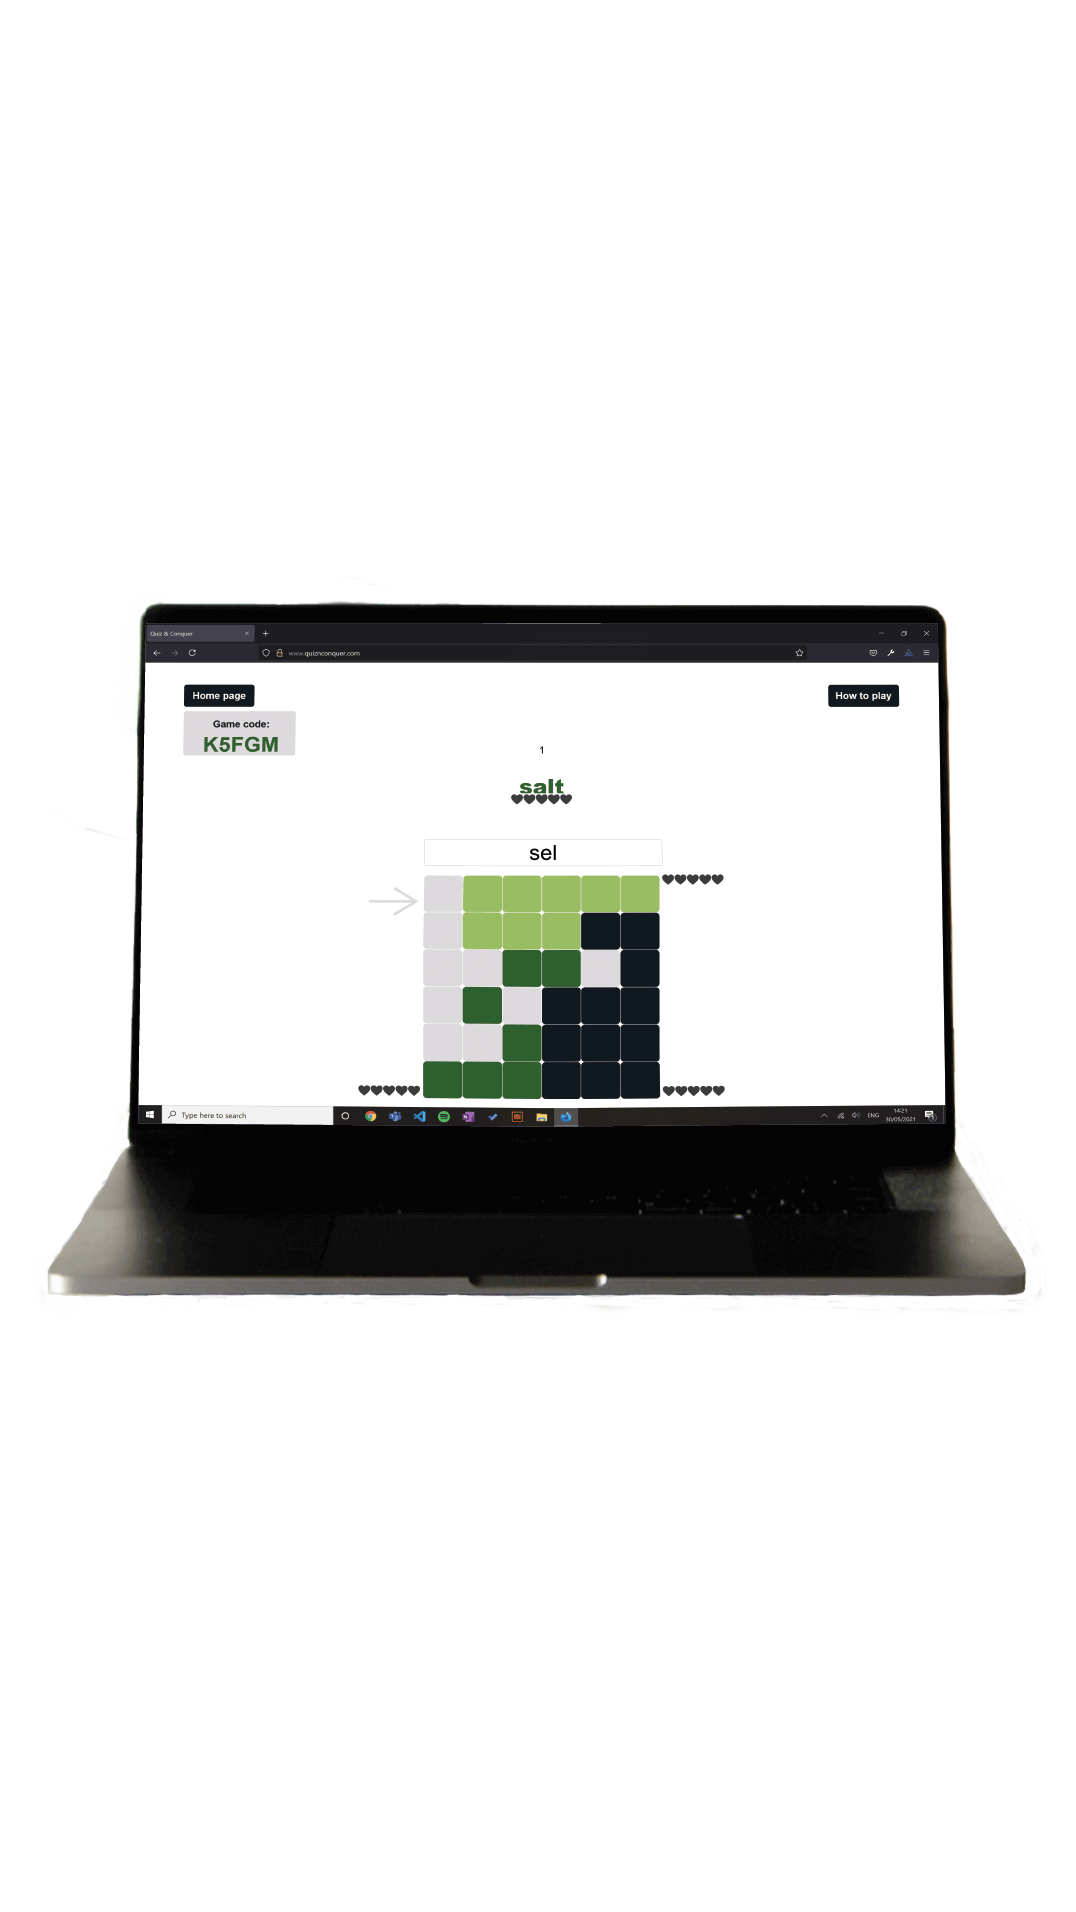 Quiz & Conquer
www.quiznconquer.com
Home page
How to play
Game code:
K5FGM
1
salt
sel
Type here to search
ENG
14:21
30/05/2021